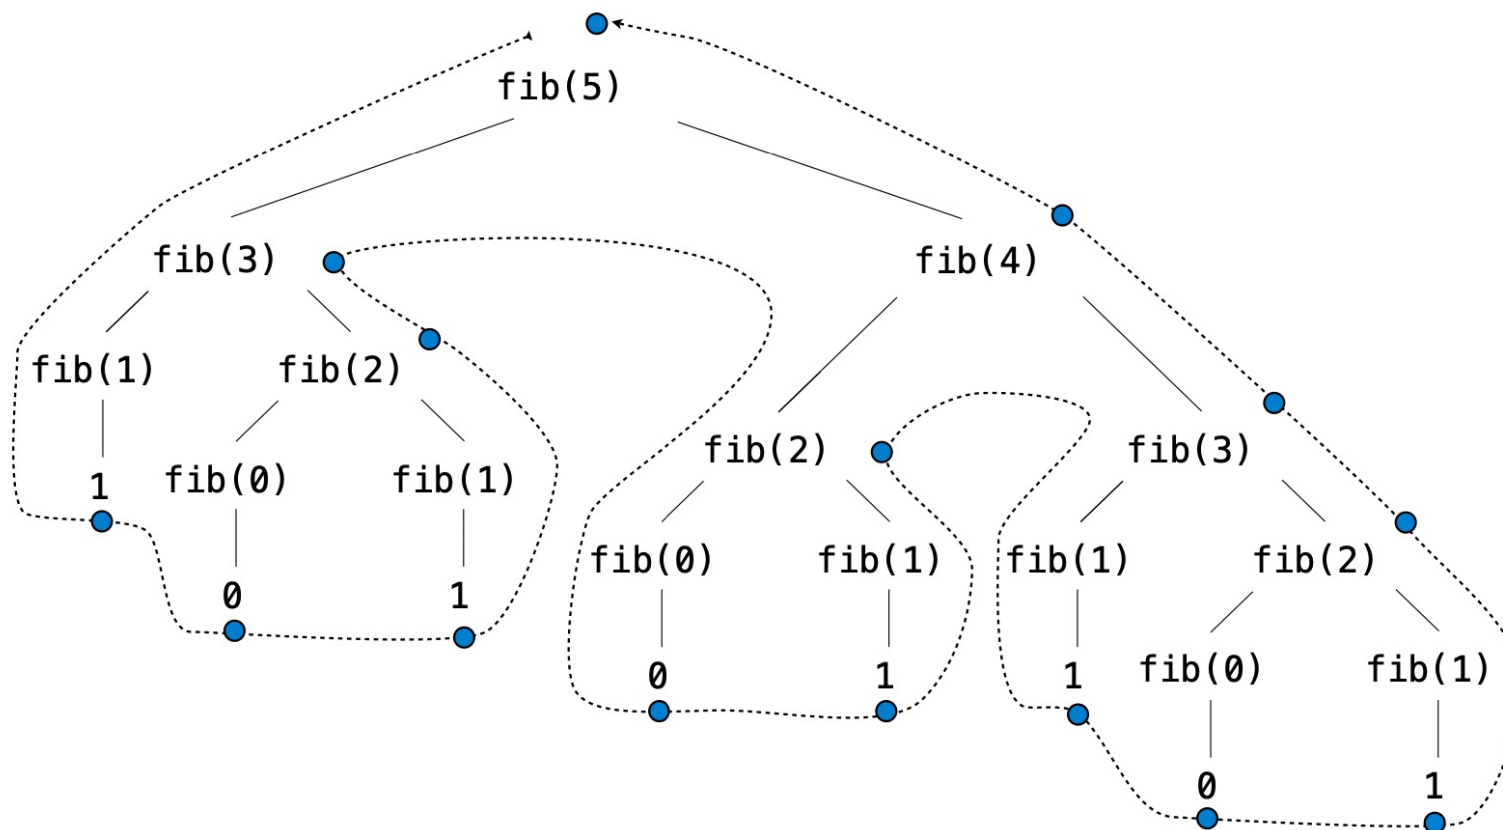 fib(5)
fib(3) fib(4)
fib(1) fib(2)
fib(2) fib(3)
1 fib(0) fib(1)
fib(0) fib(1) fib(1) fib(2)
0 1
0 1 1 fib(0) fib(1)
0 1